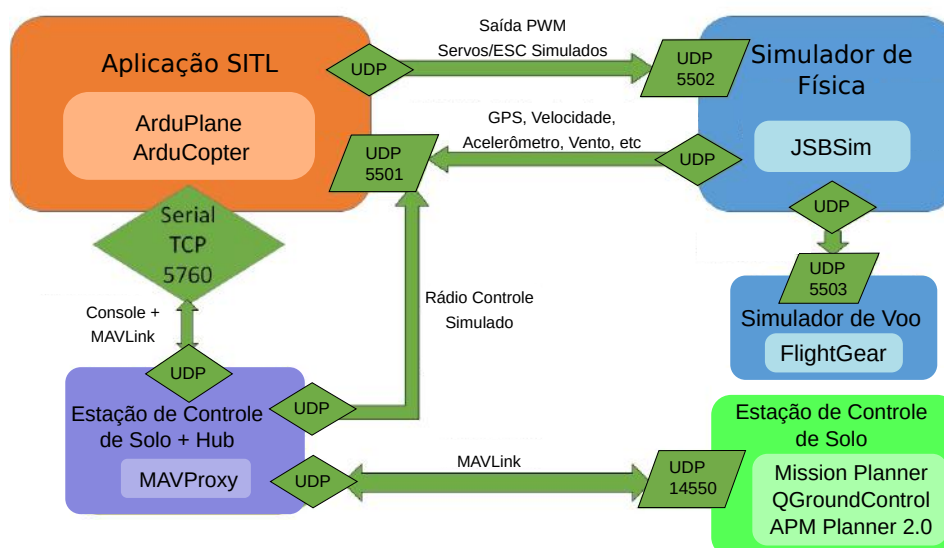 Saída PWM
Servos/ESC Simulados
Aplicação SITL
UDP
UDP
5502
Simulador de
Física
ArduPlane
ArduCopter
GPS, Velocidade,
Acelerômetro, Vento, etc
UDP
5501
UDP
JSBSim
Serial
TCP
5760
UDP
UDP
5503
Console +
MAVLink
Rádio Controle
Simulado
Simulador de Voo
FlightGear
UDP
UDP
Estação de Controle
de Solo + Hub
MAVProxy
UDP
MAVLink
UDP
14550
Estação de Controle
de Solo
Mission Planner
QGroundControl
APM Planner 2.0